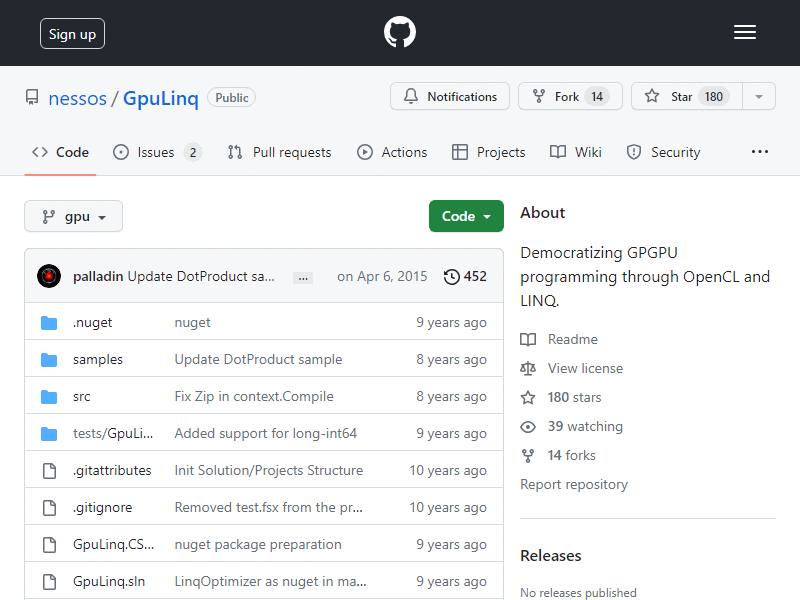 Sign up
nessos / GpuLinq Public
Notifications
Fork 14
Star 180
Code
Issues 2
Pull requests
Actions
Projects
Wiki
Security
gpu
Code
palladin Update DotProduct sa... ... on Apr 6, 2015 452
.nuget nuget 9 years ago
samples Update DotProduct sample 8 years ago
src Fix Zip in context.Compile 8 years ago
tests/GpuLi... Added support for long-int64 9 years ago
.gitattributes Init Solution/Projects Structure 10 years ago
.gitignore Removed test.fsx from the pr... 10 years ago
GpuLinq.CS... nuget package preparation 9 years ago
GpuLinq.sln LinqOptimizer as nuget in ma... 9 years ago
About
Democratizing GPGPU
programming through OpenCL and
LINQ.
Readme
View license
180 stars
39 watching
14 forks
Report repository
Releases
No releases published